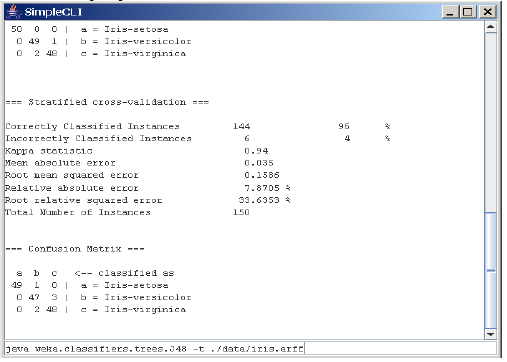 SimpleCLI
50 0 0 | a = Iris-setosa
0 49 1 | b = Iris-versicolor
0 2 48 | c = Iris-virginica
=== Stratified cross-validation ===
Correctly Classified Instances 144 96 %
Incorrectly Classified Instances 6 4 %
Kappa statistic 0.94
Mean absolute error 0.035
Root mean squared error 0.1586
Relative absolute error 7.8705 %
Root relative squared error 33.6353 %
Total Number of Instances 150
=== Confusion Matrix ===
a b c <-- classified as
49 1 0 | a = Iris-setosa
0 47 3 | b = Iris-versicolor
0 2 48 | c = Iris-virginica
java weka.classifiers.trees.J48 -t ./data/iris.arff